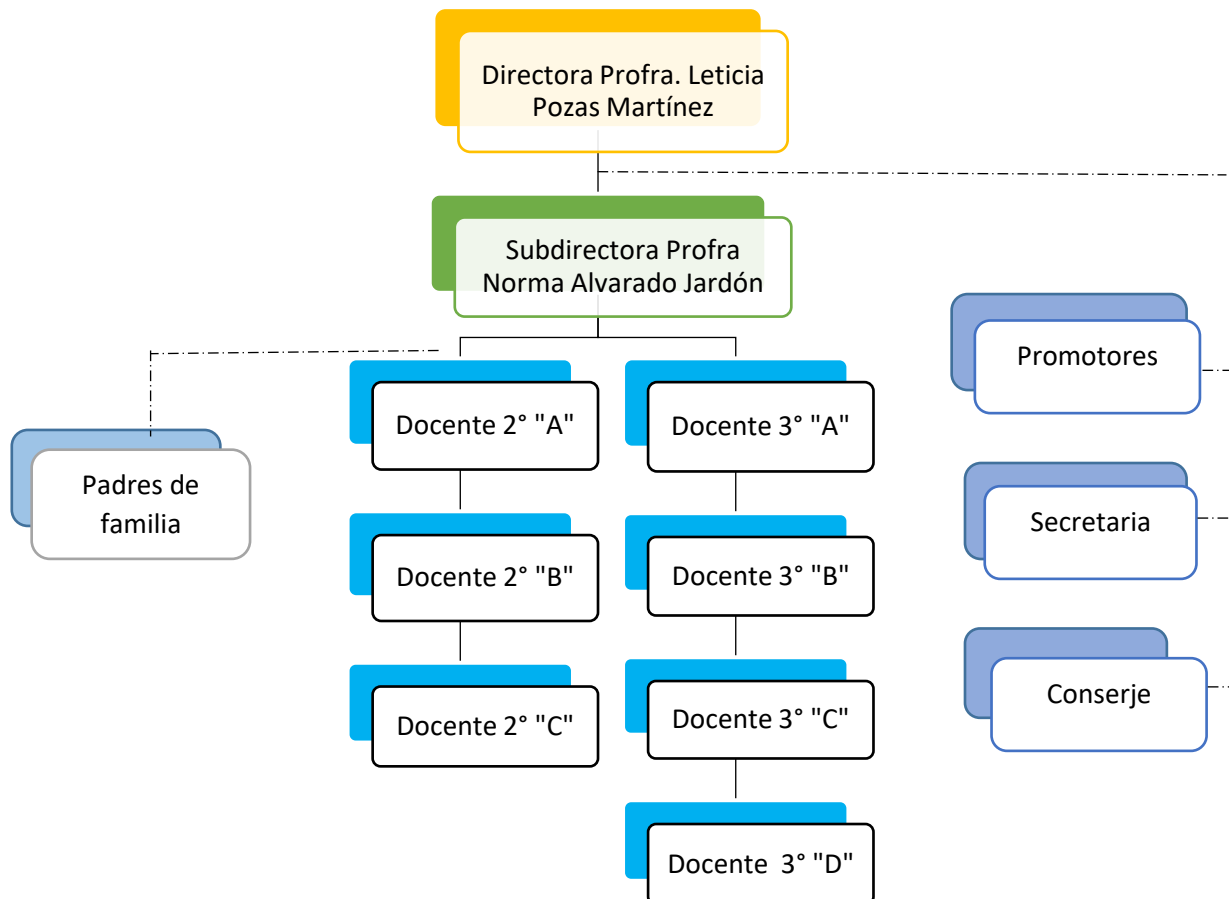 Directora Profra. Leticia
Pozas Martínez
Subdirectora Profra
Norma Alvarado Jardón
Padres de
familia
Docente 2° "A"
Docente 2° "B"
Docente 2° "C"
Docente 3° "A"
Docente 3° "B"
Docente 3° "C"
Docente 3° "D"
Promotores
Secretaria
Conserje